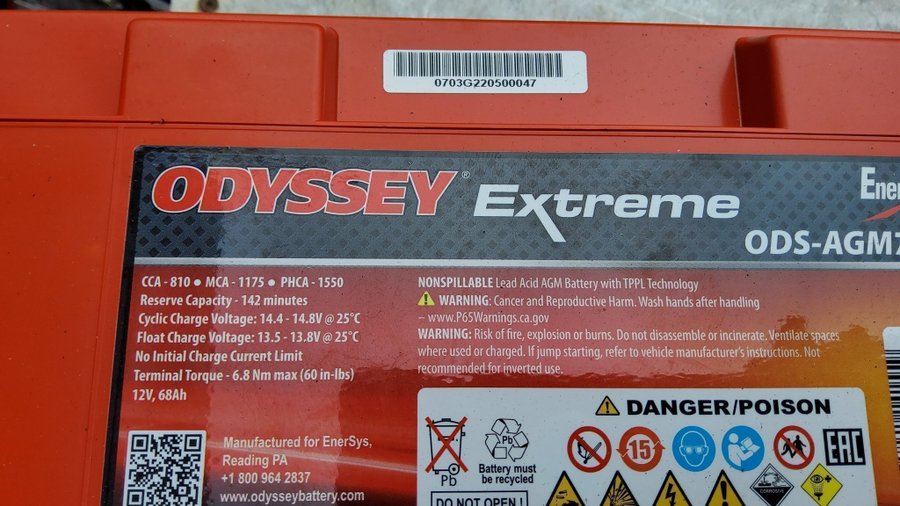 0703G220500047
ODYSSEY® Extreme
Ener
ODS-AGM7
CCA - 810 ● MCA - 1175 ● PHCA - 1550
Reserve Capacity - 142 minutes
Cyclic Charge Voltage: 14.4 - 14.8V @ 25°C
Float Charge Voltage: 13.5 - 13.8V @ 25°C
No Initial Charge Current Limit
Terminal Torque - 6.8 Nm max (60 in-lbs)
12V, 68Ah
NONSPILLABLE Lead Acid AGM Battery with TPPL Technology
WARNING: Cancer and Reproductive Harm. Wash hands after handling
– www.P65Warnings.ca.gov
WARNING: Risk of fire, explosion or burns. Do not disassemble or incinerate. Ventilate spaces
where used or charged. If jump starting, refer to vehicle manufacturer's instructions. Not
recommended for inverted use.
Manufactured for EnerSys,
Reading PA
+1 800 964 2837
www.odysseybattery.com
DANGER/POISON
Pb
Pb
Battery must
be recycled
15
EAC
CORROSIVE
DO NOT OPEN !